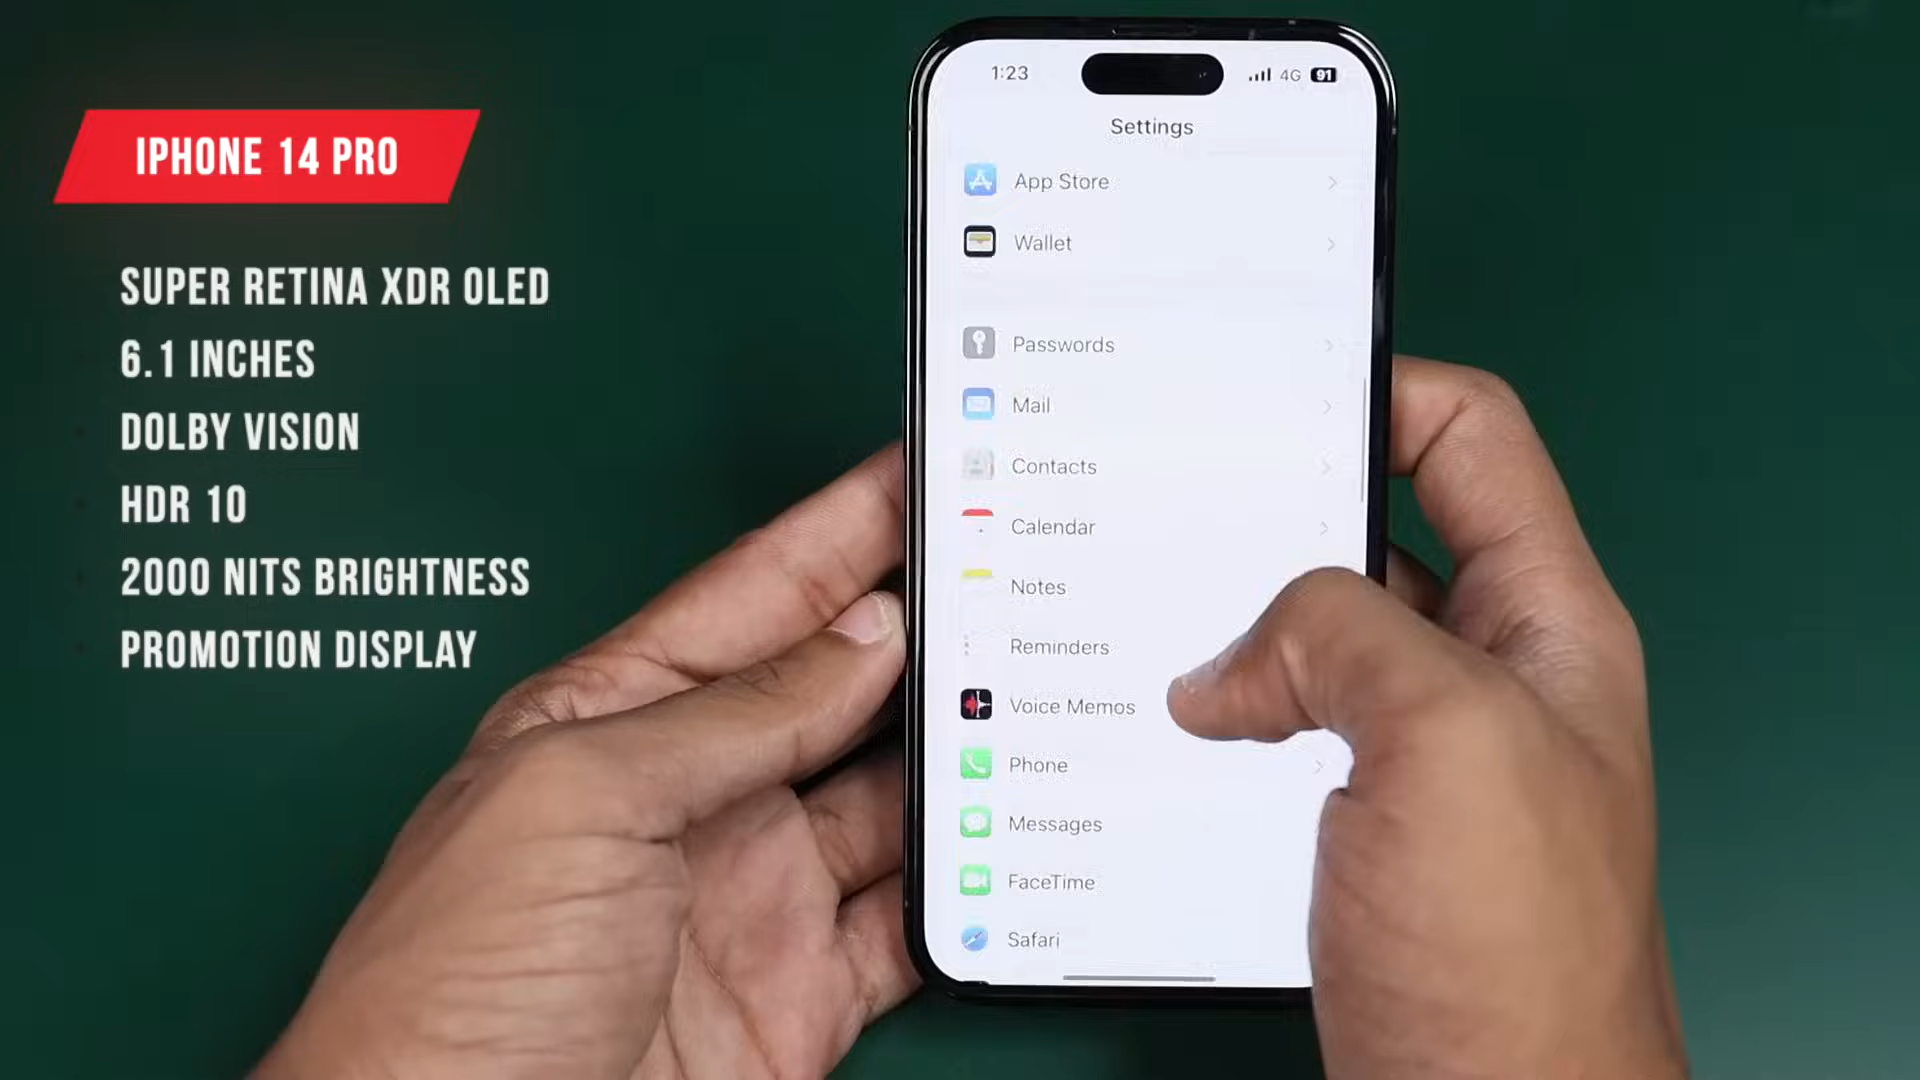 IPHONE 14 PRO
SUPER RETINA XDR OLED
6.1 INCHES
DOLBY VISION
HDR 10
2000 NITS BRIGHTNESS
PROMOTION DISPLAY
1:23
4G 91
Settings
App Store
Wallet
Passwords
Mail
Contacts
Calendar
Notes
Reminders
Voice Memos
Phone
Messages
FaceTime
Safari